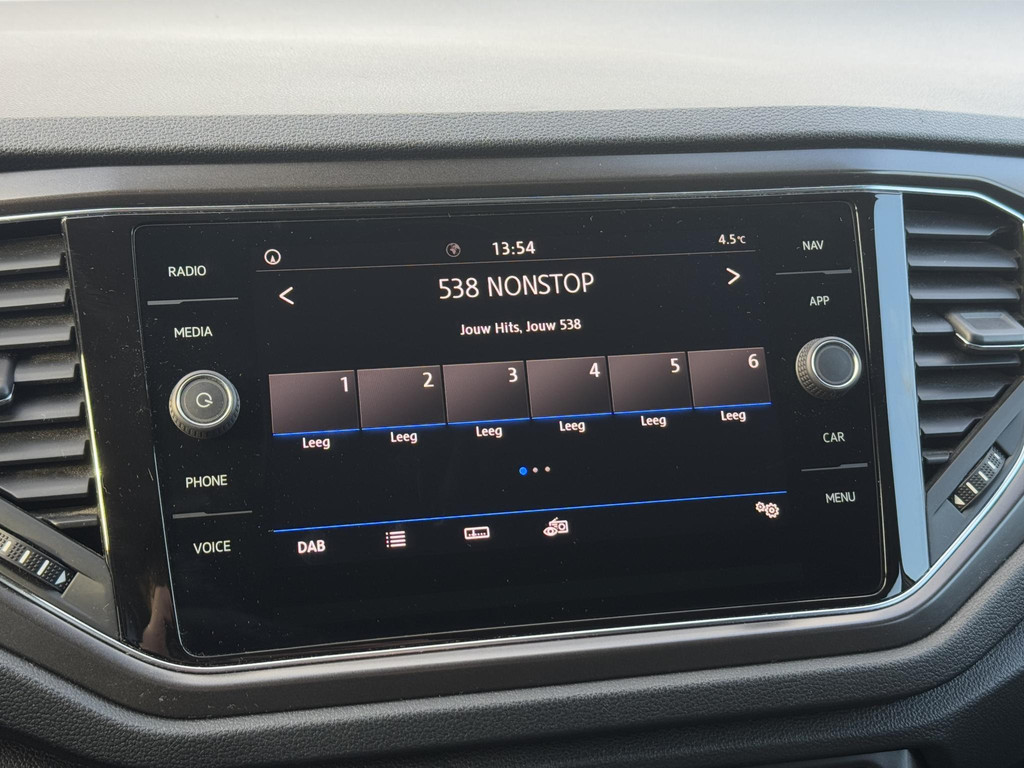 13:54
4.5°C
538 NONSTOP
Jouw Hits, Jouw 538
1 2 3 4 5 6
Leeg Leeg Leeg Leeg Leeg Leeg
DAB
RADIO
MEDIA
PHONE
VOICE
NAV
APP
CAR
MENU